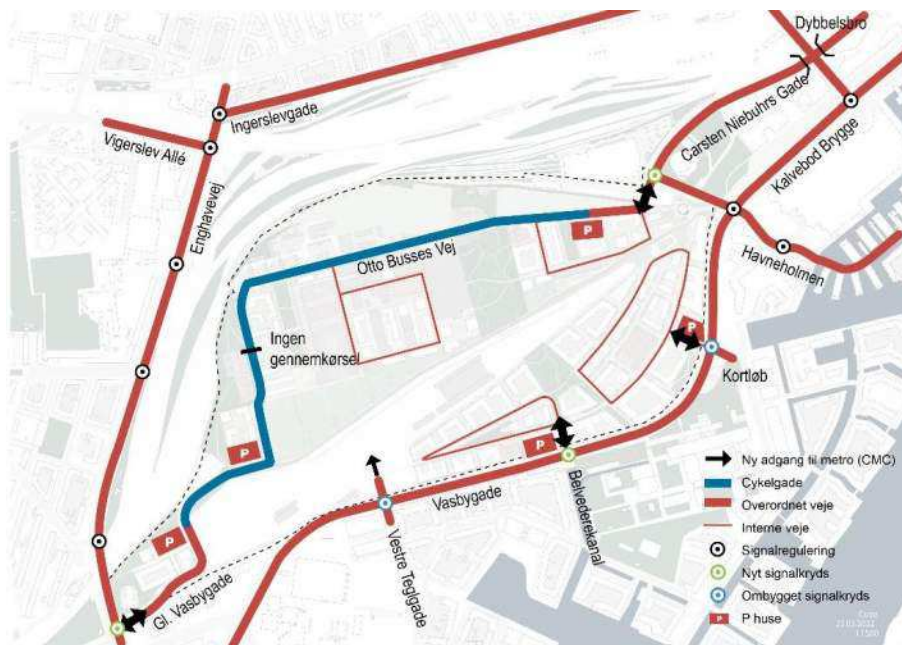 Dybbelsbro
Ingerslevgade
Vigerslev Allé
Carsten Niebuhrs Gade
Kalvebod Brygge
Enghavevej
P
Otto Busses Vej
Havneholmen
Ingen
gennemkørsel
P
Kortløb
P
P
P
Vasbygade
Belvederekanal
Vestre Teglgade
Gl. Vasbygade
Ny adgang til metro (CMC)
Cykelgade
Overordnet veje
Interne veje
Signalregulering
Nyt signalkryds
Ombygget signalkryds
P P huse